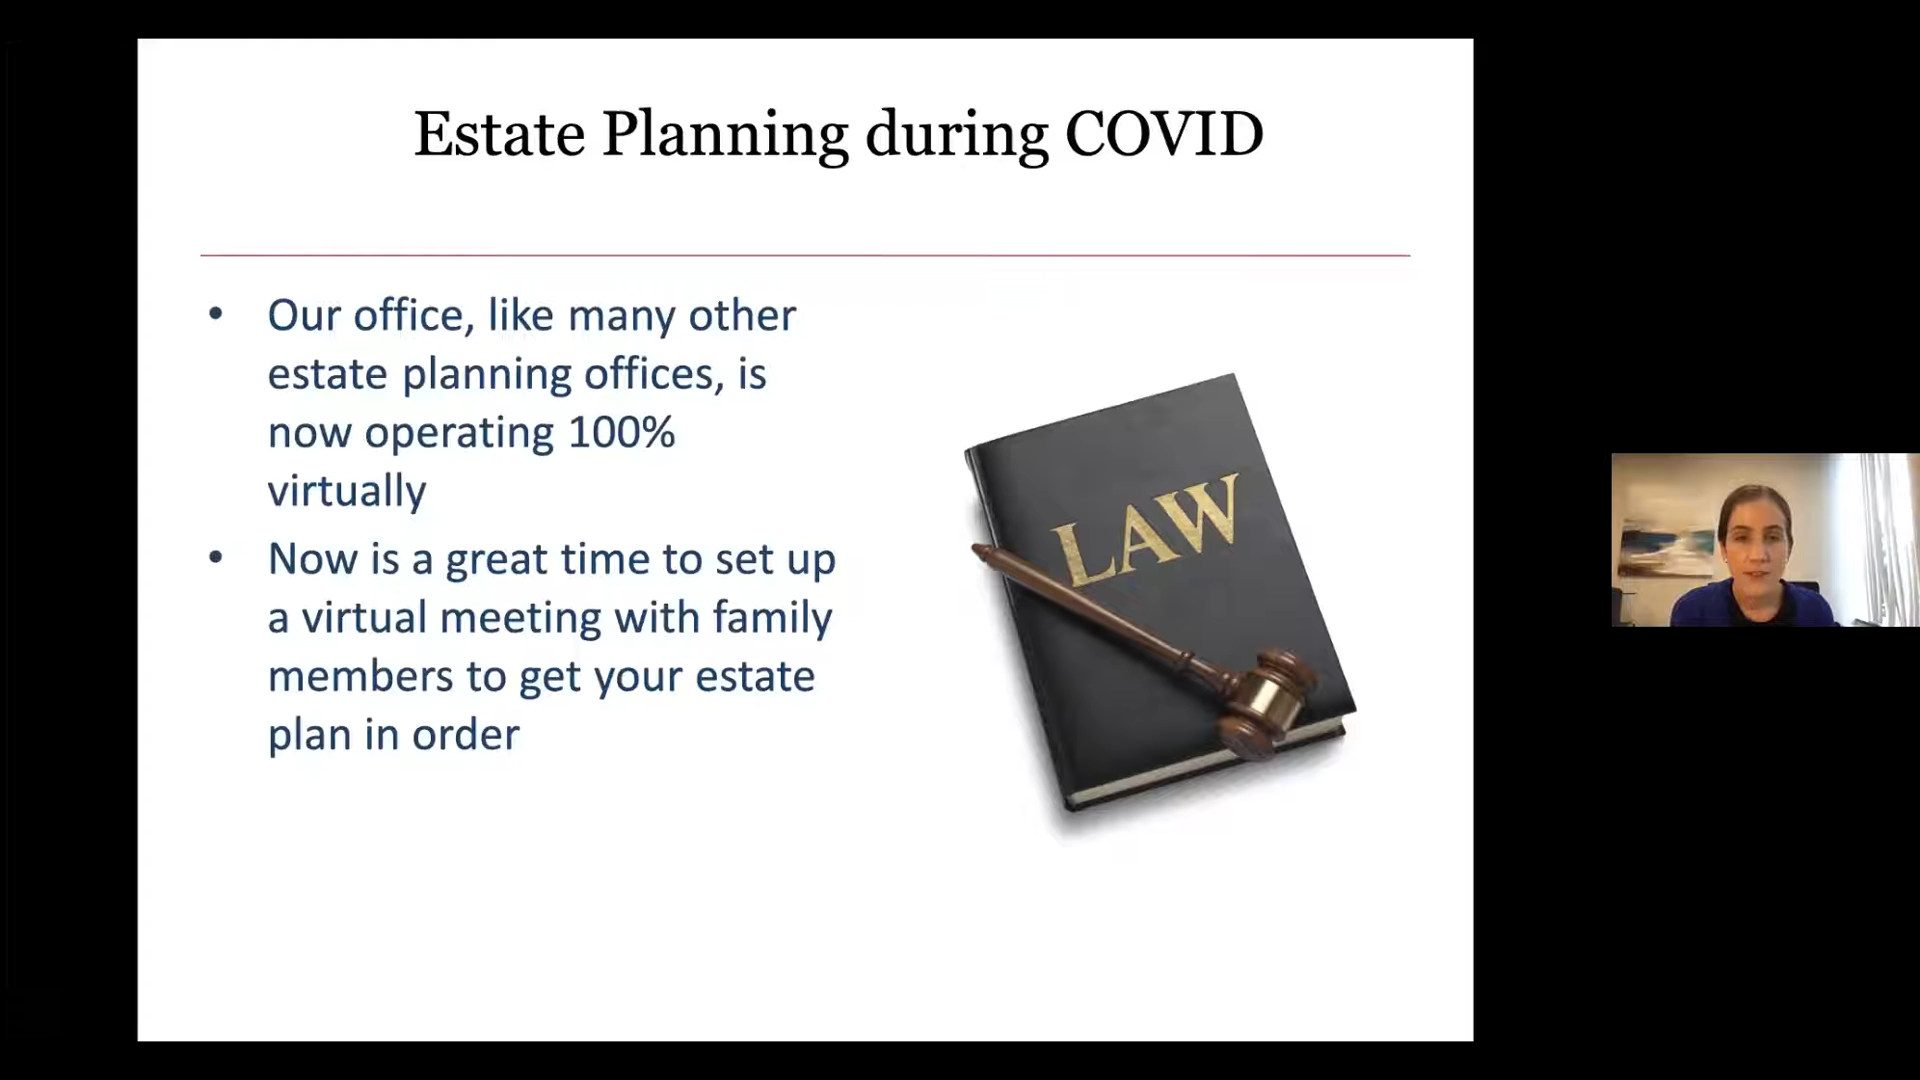 Estate Planning during COVID
• Our office, like many other
estate planning offices, is
now operating 100%
virtually
• Now is a great time to set up
a virtual meeting with family
members to get your estate
plan in order
LAW